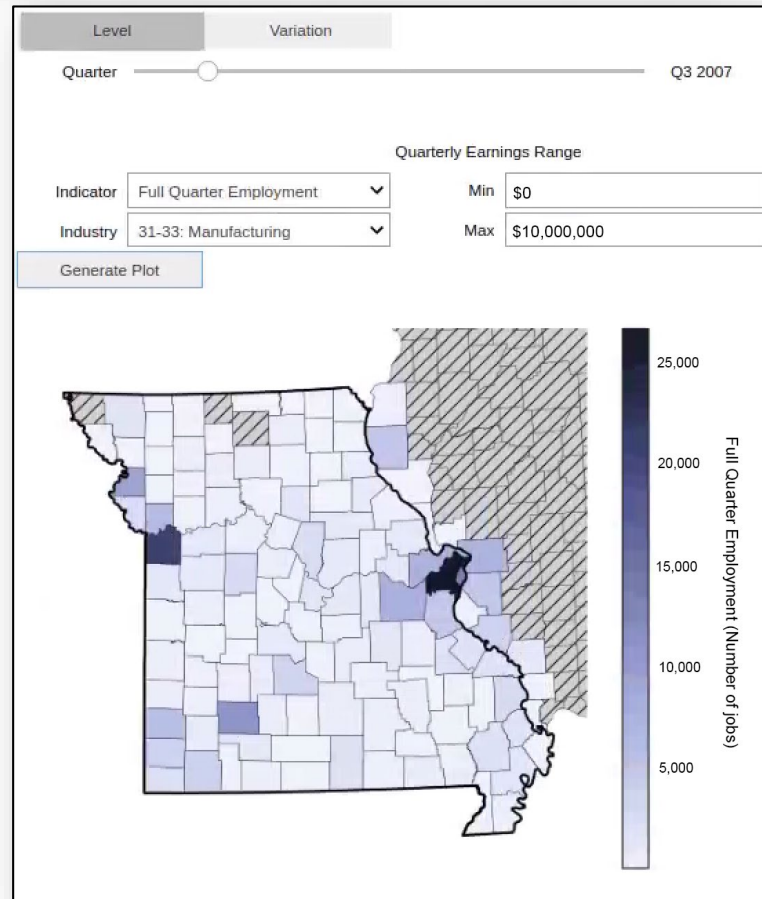 Level Variation
Quarter Q3 2007
Quarterly Earnings Range
Indicator Full Quarter Employment Min $0
Industry 31-33: Manufacturing Max $10,000,000
Generate Plot
25,000
20,000
15,000
10,000
5,000
Full Quarter Employment (Number of jobs)